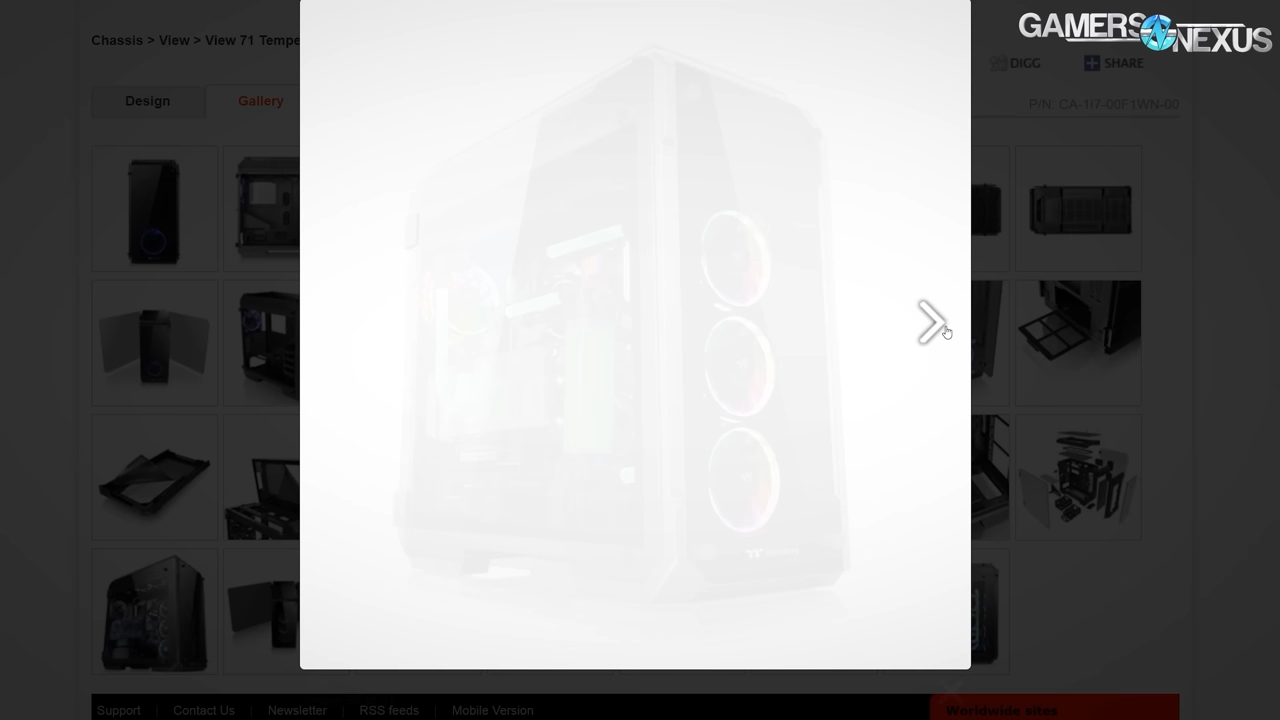 GAMERS NEXUS
Chassis > View > View 71 Tempe
DIGG
SHARE
Design
Gallery
P/N: CA-1I7-00F1WN-00
Support
Contact Us
Newsletter
RSS feeds
Mobile Version
Worldwide sites